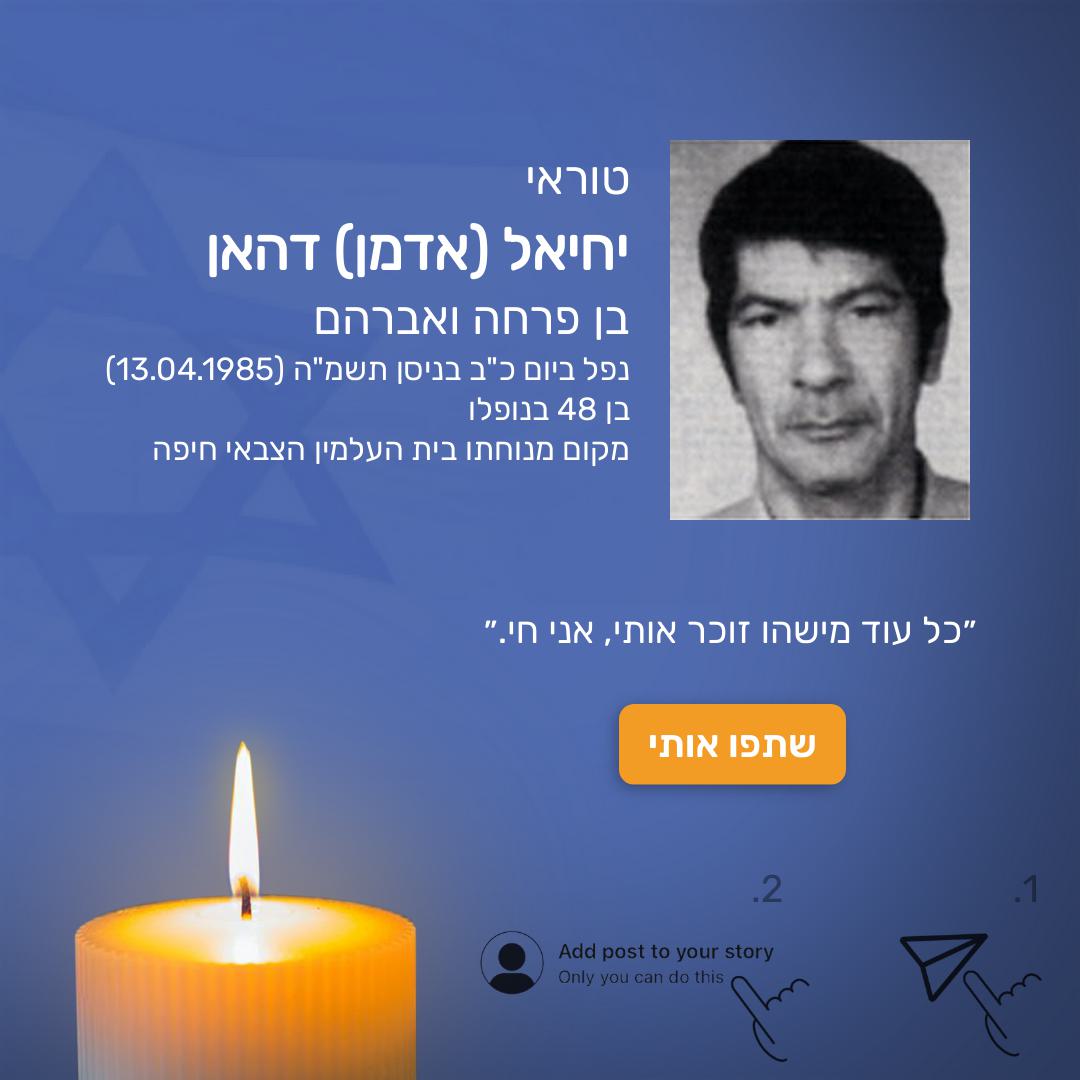 טוראי
יחיאל (אדמן) דהאן
בן פרחה ואברהם
נפל ביום כ"ב בניסן תשמ"ה (13.04.1985)
בן 48 בנופלו
מקום מנוחתו בית העלמין הצבאי חיפה
״כל עוד מישהו זוכר אותי, אני חי.״
שתפו אותי
.1
.2
Add post to your story
Only you can do this